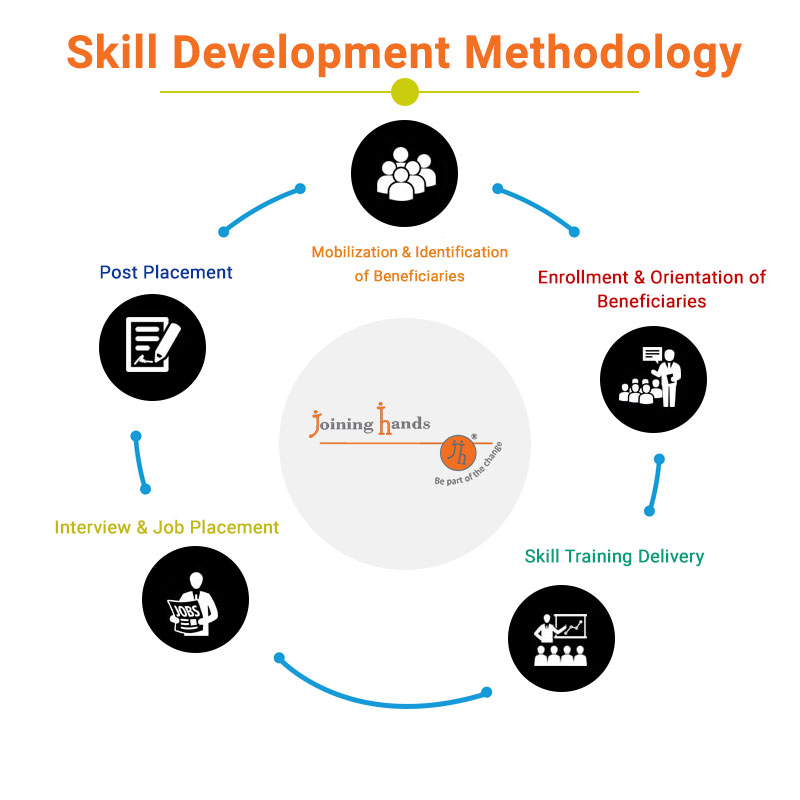 Skill Development Methodology
Mobilization & Identification
of Beneficiaries
Enrollment & Orientation of
Beneficiaries
Skill Training Delivery
JOBS
Interview & Job Placement
Post Placement
Joining hands
®
jh
Be part of the change